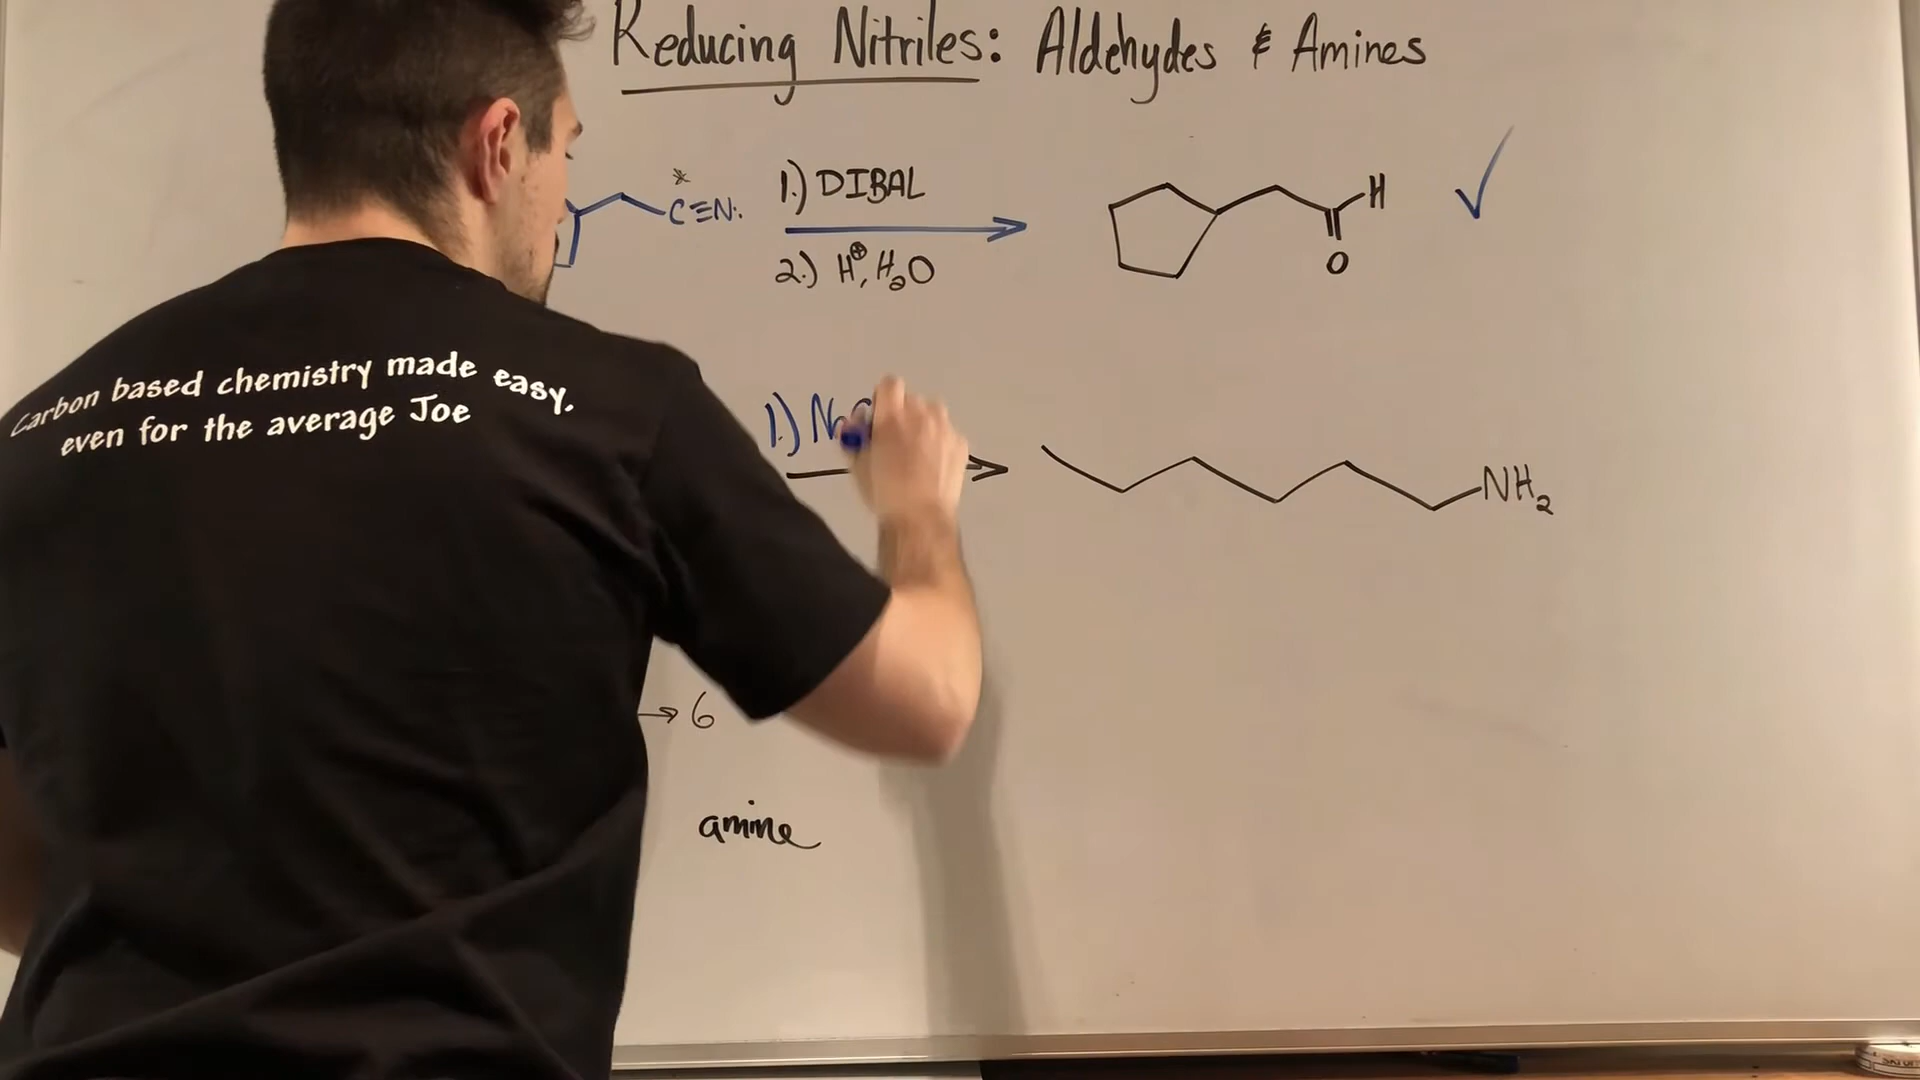 Reducing Nitriles: Aldehydes & Amines
*
C≡N:
1.) DIBAL
2.) H⊕, H₂O
H
O
✓
Carbon based chemistry made easy,
even for the average Joe
1.)
NH₂
→ 6
amine